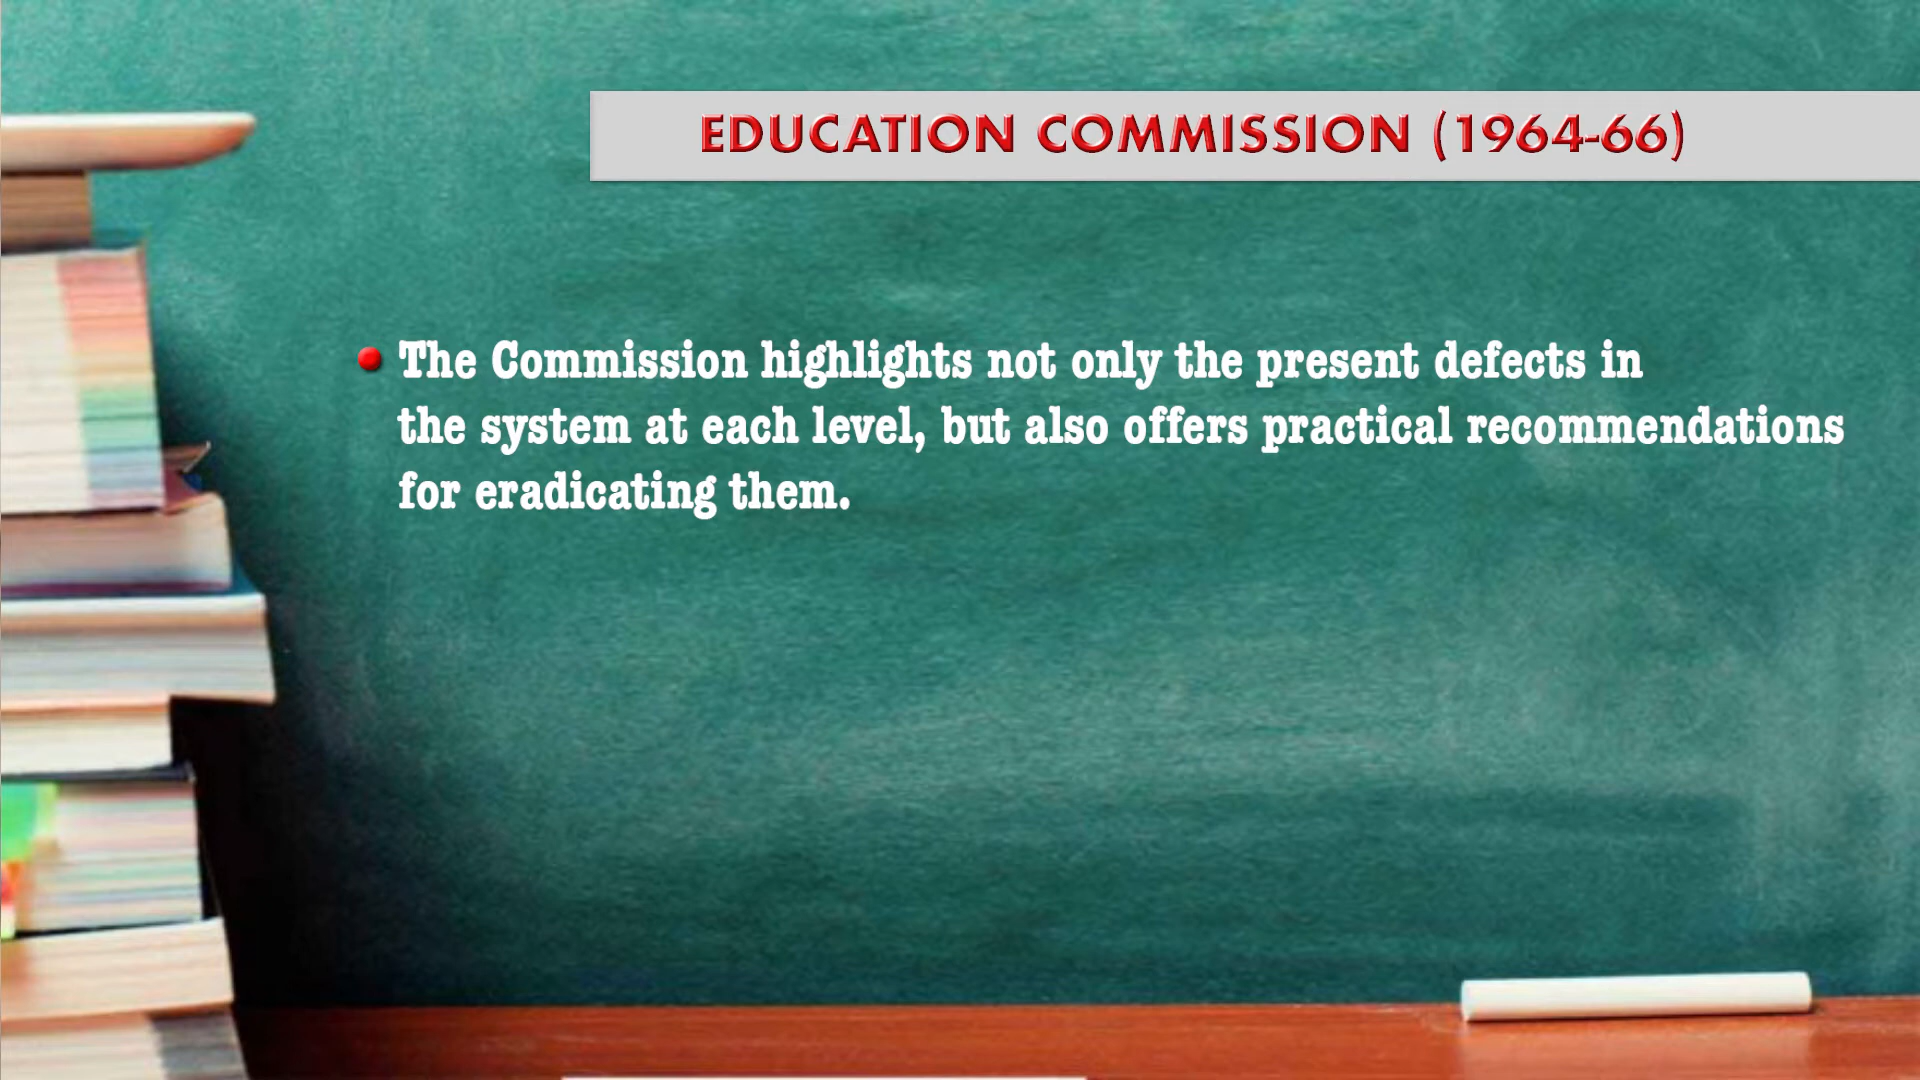 EDUCATION COMMISSION (1964-66)
The Commission highlights not only the present defects in
the system at each level, but also offers practical recommendations
for eradicating them.